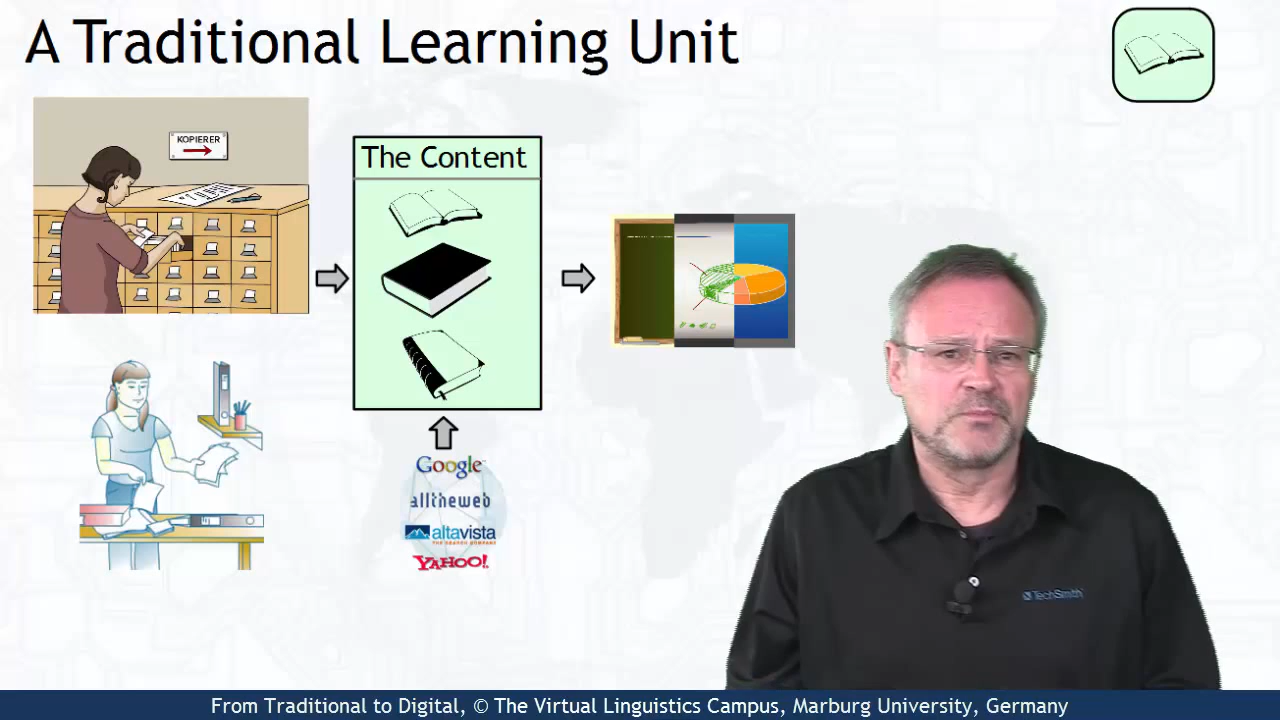 A Traditional Learning Unit
KOPIERER
The Content
Google
alltheweb
altavista
YAHOO!
TechSmith
From Traditional to Digital, © The Virtual Linguistics Campus, Marburg University, Germany